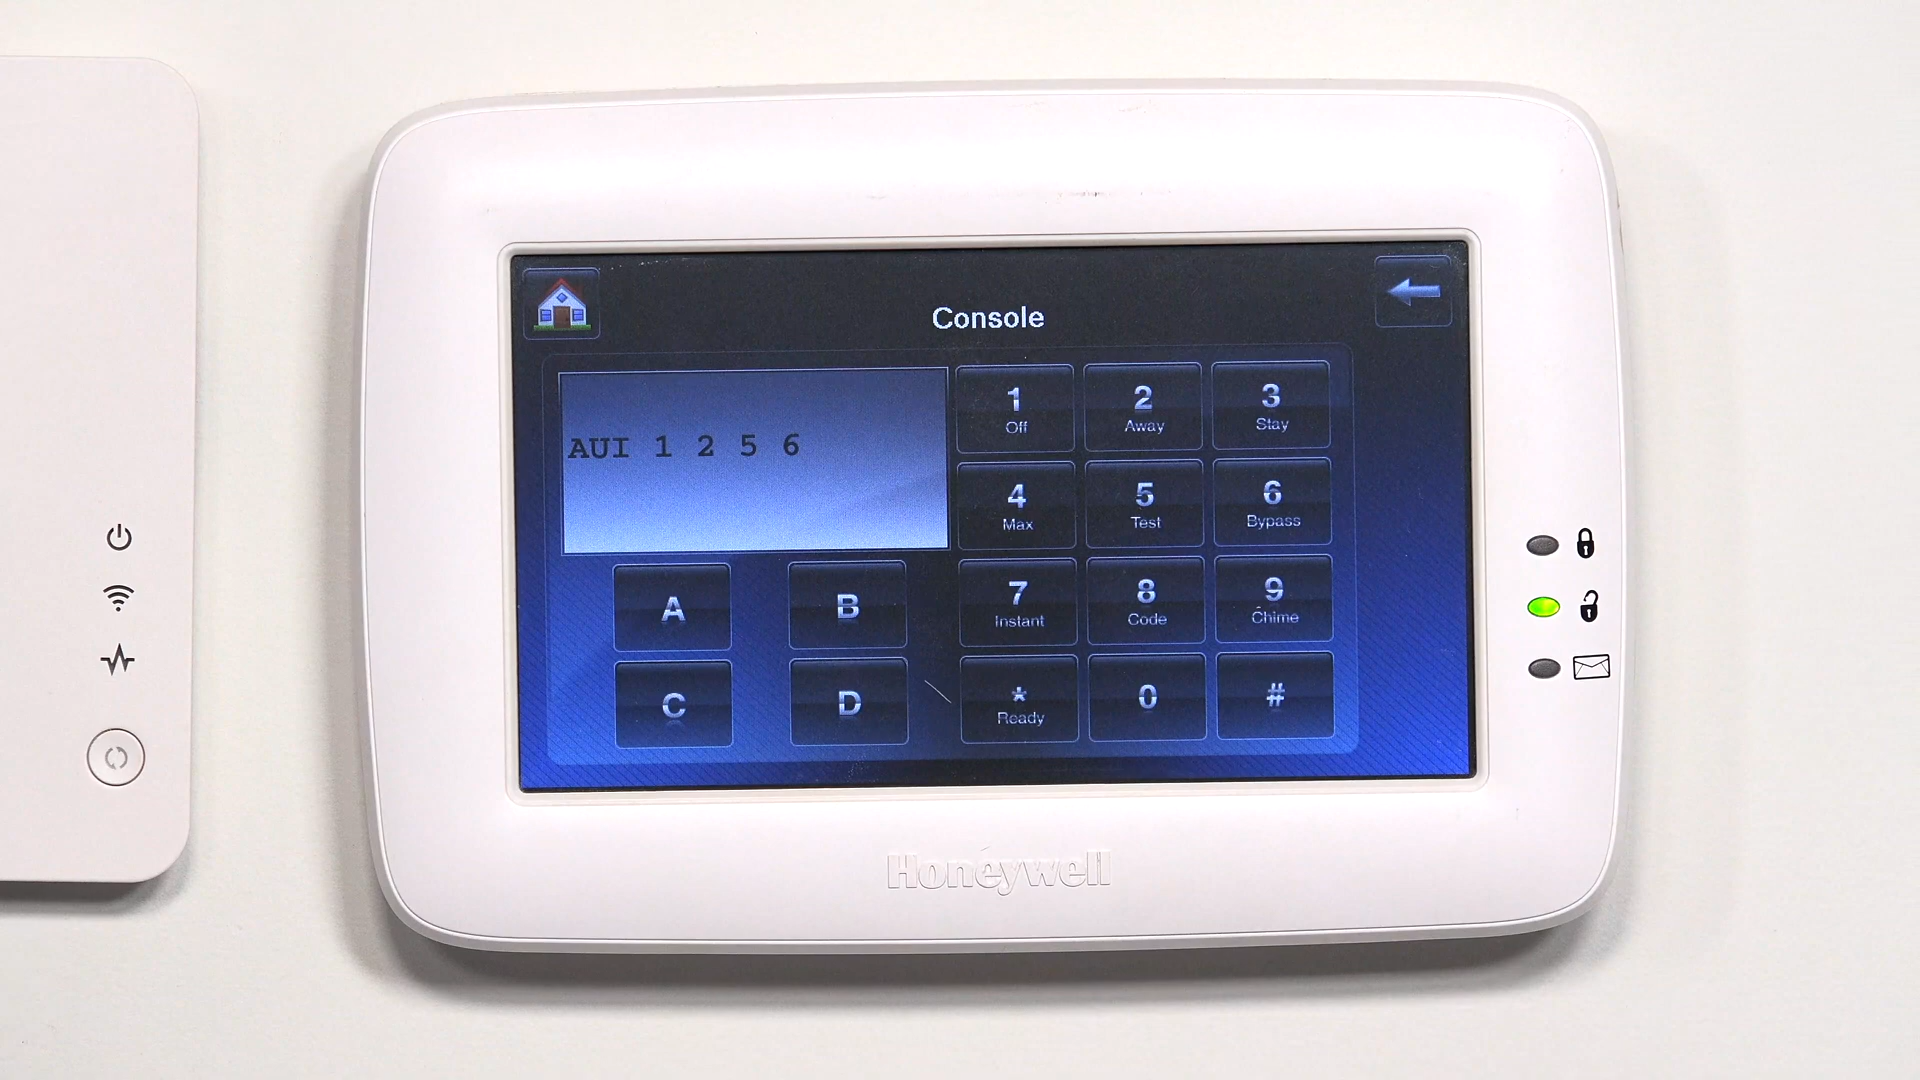 Console
AUI 1 2 5 6
1 Off
2 Away
3 Stay
4 Max
5 Test
6 Bypass
7 Instant
8 Code
9 Chime
* Ready
0
#
A
B
C
D
Honeywell